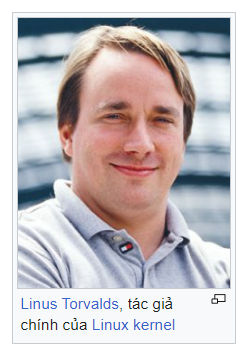 Linus Torvalds, tác giả
chính của Linux kernel